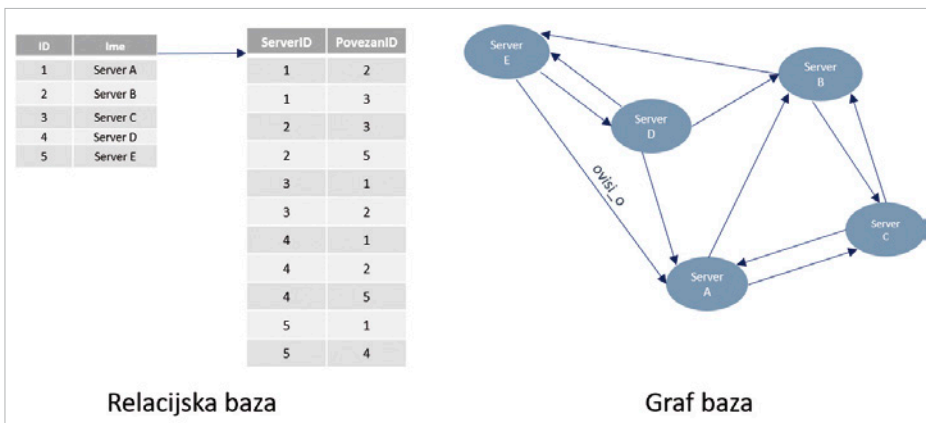 ID Ime
1 Server A
2 Server B
3 Server C
4 Server D
5 Server E
ServerID PovezanID
1 2
1 3
2 3
2 5
3 1
3 2
4 1
4 2
4 5
5 1
5 4
Relacijska baza
Server
E
Server
B
Server
D
ovisi_o
Server
C
Server
A
Graf baza